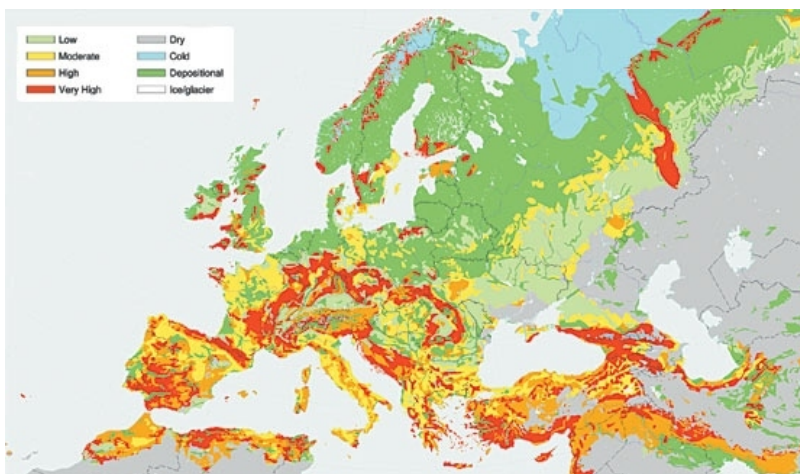 Low
Moderate
High
Very High
Dry
Cold
Depositional
Ice/glacier